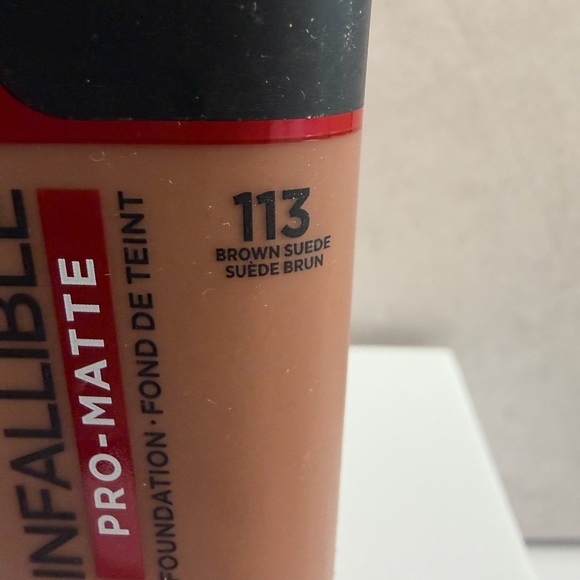 INFALLIBLE
PRO-MATTE
FOUNDATION · FOND DE TEINT
113
BROWN SUEDE
SUÈDE BRUN